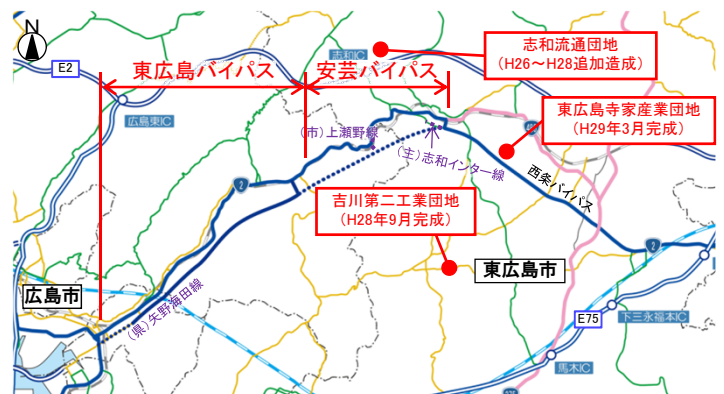 N
E2
東広島バイパス
安芸バイパス
志和IC
志和流通団地
(H26～H28追加造成)
広島東IC
東広島寺家産業団地
(H29年3月完成)
(市)上瀬野線
(主)志和インター線
西条バイパス
2
吉川第二工業団地
(H28年9月完成)
2
東広島市
広島市
(県)矢野海田線
E75
下三永福本IC
馬木IC